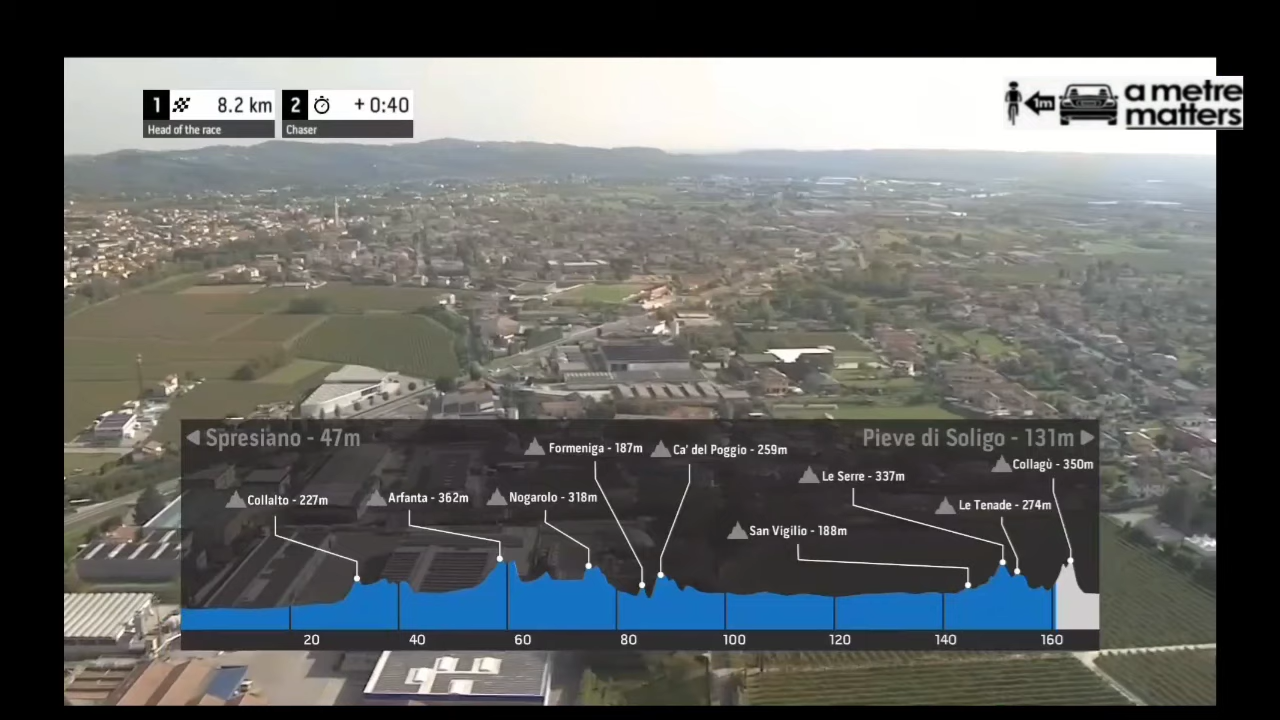 1 8.2 km
Head of the race
2 + 0:40
Chaser
1m
a metre
matters
Spresiano - 47m
Pieve di Soligo - 131m
Formeniga - 187m
Ca' del Poggio - 259m
Collagù - 350m
Le Serre - 337m
Collalto - 227m
Arfanta - 362m
Nogarolo - 318m
Le Tenade - 274m
San Vigilio - 188m
20 40 60 80 100 120 140 160